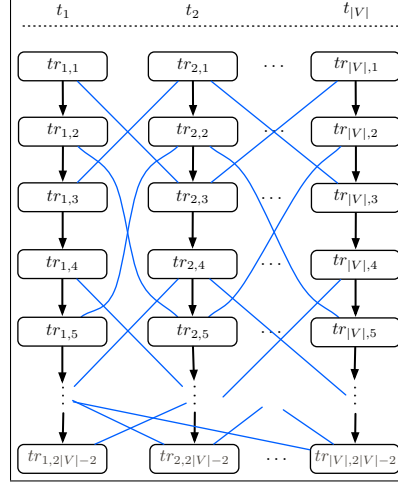 t_1 t_2 t_{|V|}
tr_{1,1} tr_{2,1} ··· tr_{|V|,1}
tr_{1,2} tr_{2,2} ··· tr_{|V|,2}
tr_{1,3} tr_{2,3} ··· tr_{|V|,3}
tr_{1,4} tr_{2,4} ··· tr_{|V|,4}
tr_{1,5} tr_{2,5} ··· tr_{|V|,5}
⋮ ⋮ ⋮
tr_{1,2|V|−2} tr_{2,2|V|−2} ··· tr_{|V|,2|V|−2}